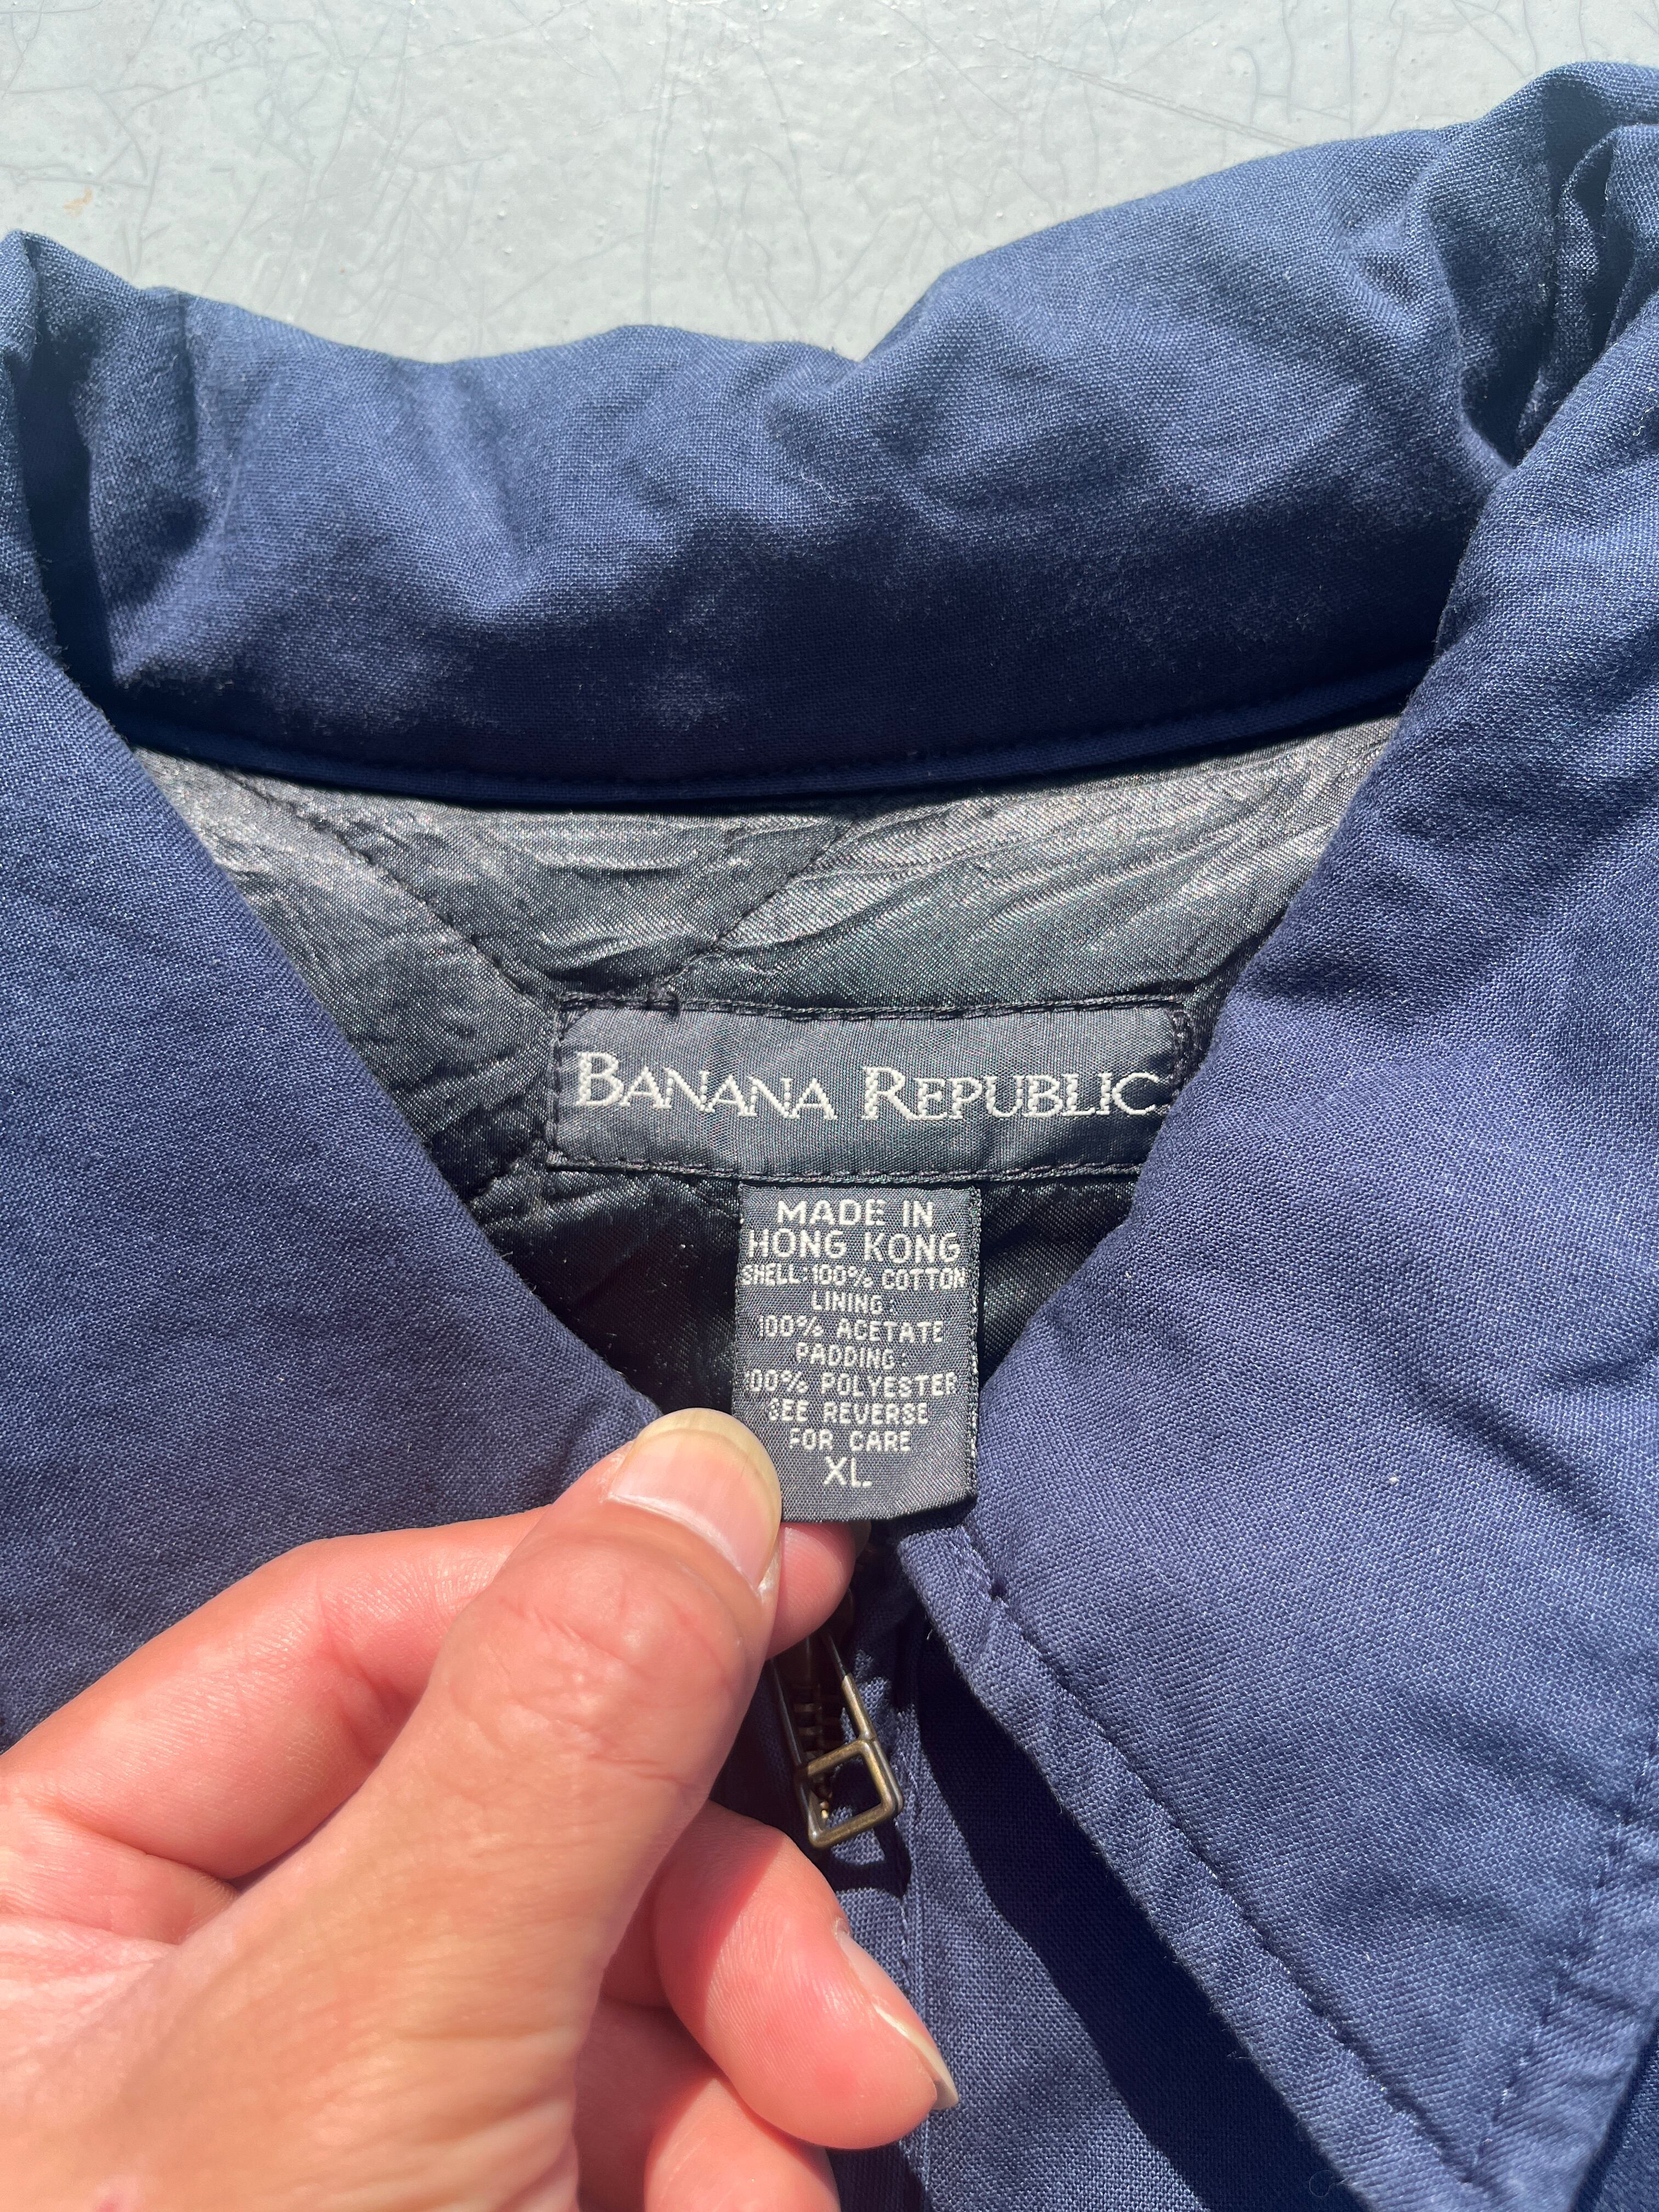 BANANA REPUBLIC
MADE IN
HONG KONG
SHELL:100% COTTON
LINING:
100% ACETATE
PADDING:
100% POLYESTER
SEE REVERSE
FOR CARE
XL